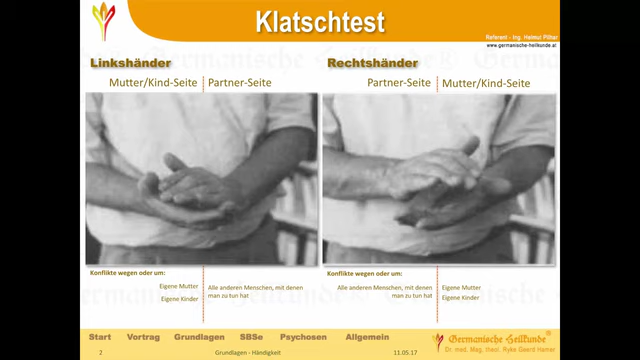 Klatschtest
Referent - Ing. Helmut Pilhar
www.germanische-heilkunde.at
Linkshänder
Rechtshänder
Mutter/Kind-Seite
Partner-Seite
Partner-Seite
Mutter/Kind-Seite
Konflikte wegen oder um:
Eigene Mutter
Eigene Kinder
Alle anderen Menschen, mit denen
man zu tun hat
Konflikte wegen oder um:
Alle anderen Menschen, mit denen
man zu tun hat
Eigene Mutter
Eigene Kinder
Start Vortrag Grundlagen SBSe Psychosen Allgemein
Germanische Heilkunde®
Dr. med. Mag. theol. Ryke Geerd Hamer
2 Grundlagen - Händigkeit 11.05.17